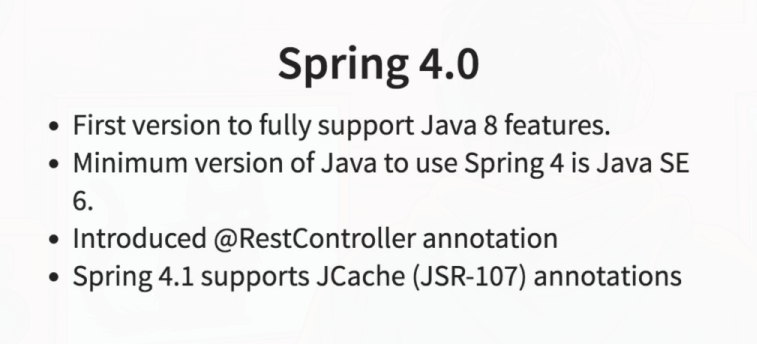 Spring 4.0
• First version to fully support Java 8 features.
• Minimum version of Java to use Spring 4 is Java SE
6.
• Introduced @RestController annotation
• Spring 4.1 supports JCache (JSR-107) annotations